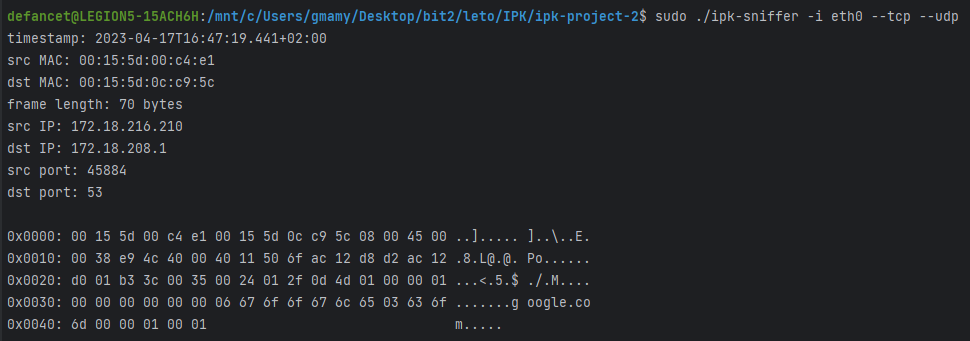 defancet@LEGION5-15ACH6H:/mnt/c/Users/gmamy/Desktop/bit2/leto/IPK/ipk-project-2$ sudo ./ipk-sniffer -i eth0 --tcp --udp
timestamp: 2023-04-17T16:47:19.441+02:00
src MAC: 00:15:5d:00:c4:e1
dst MAC: 00:15:5d:0c:c9:5c
frame length: 70 bytes
src IP: 172.18.216.210
dst IP: 172.18.208.1
src port: 45884
dst port: 53

0x0000: 00 15 5d 00 c4 e1 00 15 5d 0c c9 5c 08 00 45 00 ..]..... ]..\..E.
0x0010: 00 38 e9 4c 40 00 40 11 50 6f ac 12 d8 d2 ac 12 .8.L@.@. Po......
0x0020: d0 01 b3 3c 00 35 00 24 01 2f 0d 4d 01 00 00 01 ...<.5.$ ./.M....
0x0030: 00 00 00 00 00 00 06 67 6f 6f 67 6c 65 03 63 6f .......g oogle.co
0x0040: 6d 00 00 01 00 01 m.....